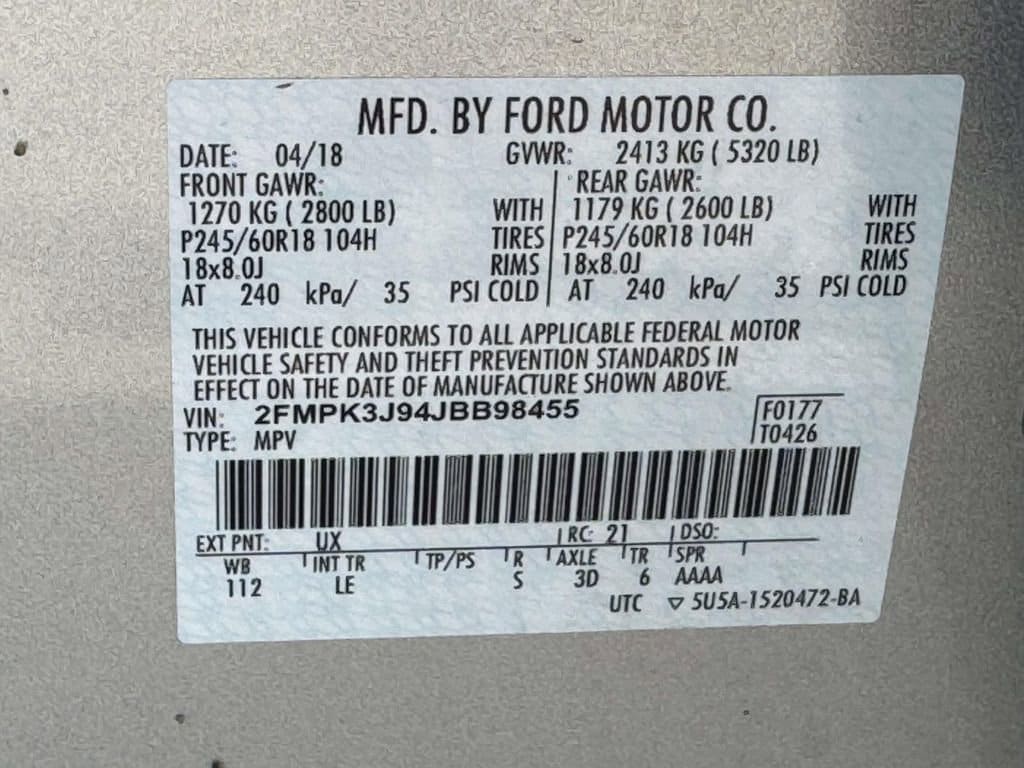 MFD. BY FORD MOTOR CO.
DATE: 04/18 GVWR: 2413 KG ( 5320 LB)
FRONT GAWR: REAR GAWR:
1270 KG ( 2800 LB) WITH 1179 KG ( 2600 LB) WITH
P245/60R18 104H TIRES P245/60R18 104H TIRES
18x8.0J RIMS 18x8.0J RIMS
AT 240 kPa/ 35 PSI COLD AT 240 kPa/ 35 PSI COLD
THIS VEHICLE CONFORMS TO ALL APPLICABLE FEDERAL MOTOR
VEHICLE SAFETY AND THEFT PREVENTION STANDARDS IN
EFFECT ON THE DATE OF MANUFACTURE SHOWN ABOVE.
VIN: 2FMPK3J94JBB98455 F0177
TYPE: MPV T0426
EXT PNT: UX RC: 21 DSO:
WB INT TR TP/PS R AXLE TR SPR
112 LE S 3D 6 AAAA
UTC ▽ 5U5A-1520472-BA